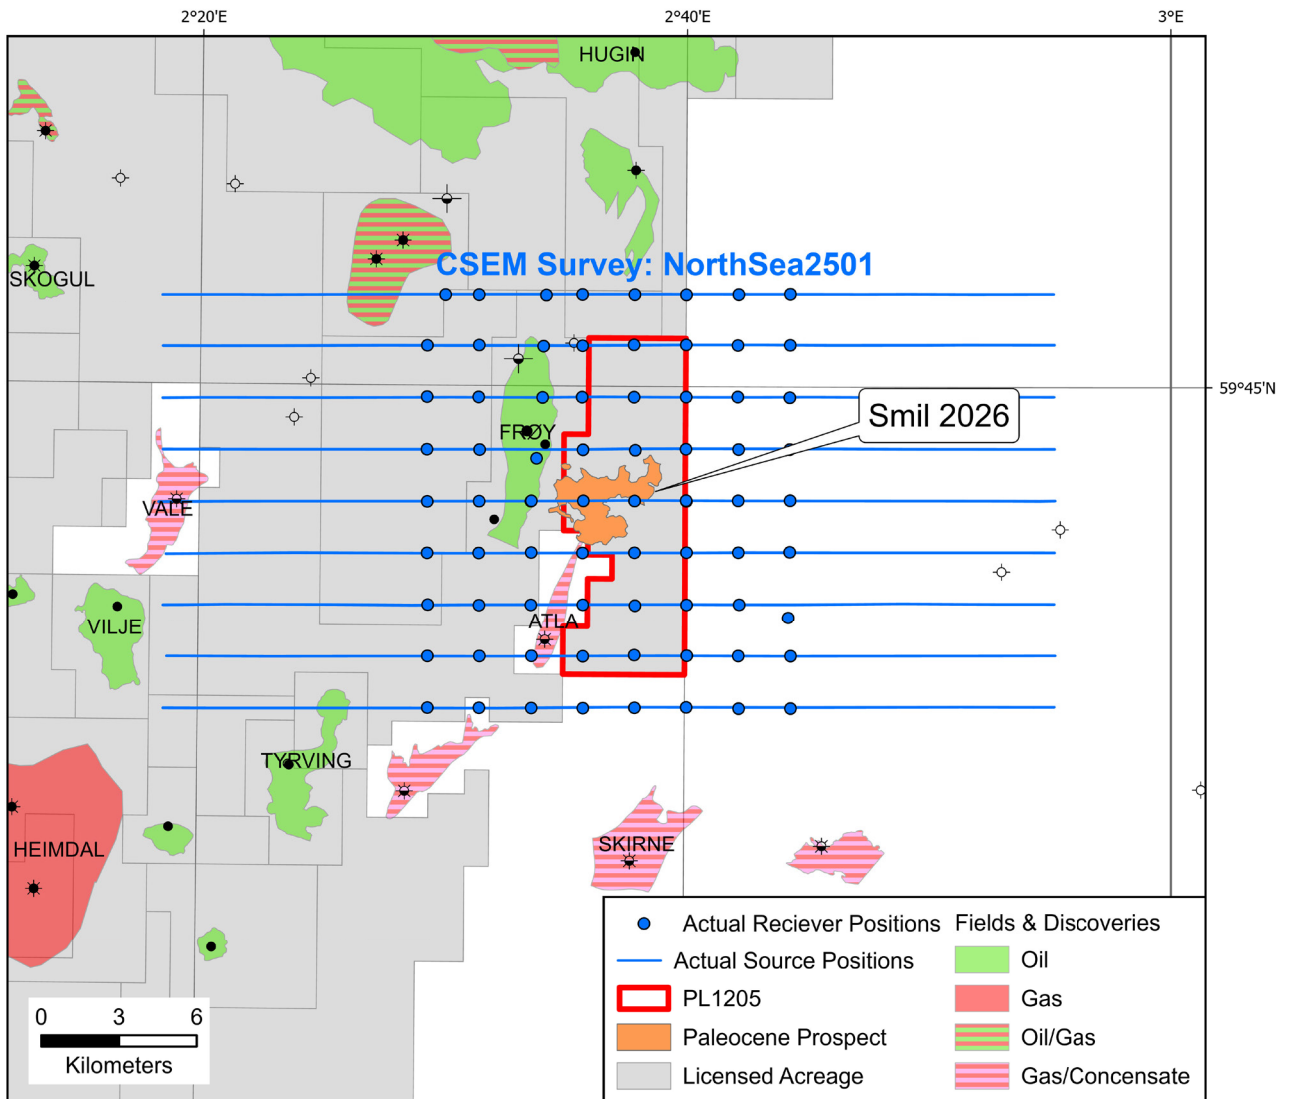 2°20'E 2°40'E 3°E
HUGIN
SKOGUL
CSEM Survey: NorthSea2501
59°45'N
Smil 2026
FRØY
VALE
ATLA
VILJE
TYRVING
SKIRNE
HEIMDAL
Actual Reciever Positions
Actual Source Positions
PL1205
Paleocene Prospect
Licensed Acreage
Fields & Discoveries
Oil
Gas
Oil/Gas
Gas/Concensate
0 3 6
Kilometers